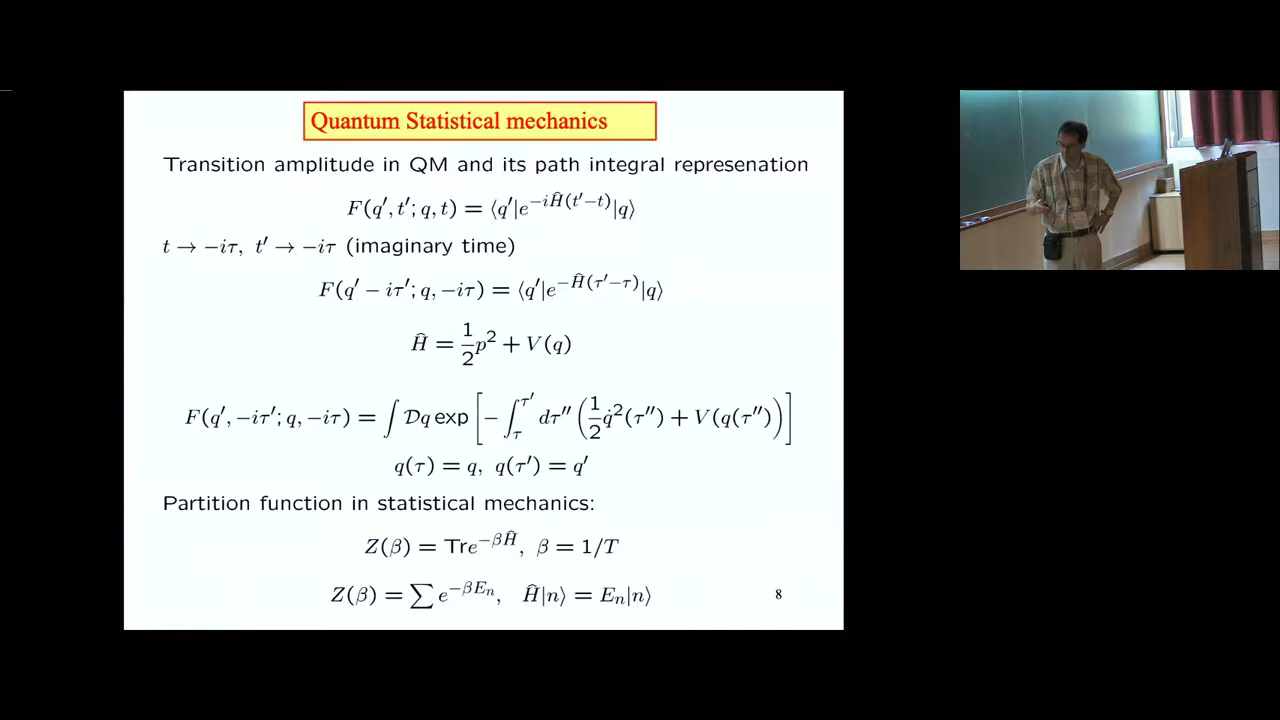 Quantum Statistical mechanics
Transition amplitude in QM and its path integral represenation
F(q′, t′; q, t) = ⟨q′|e^{−iĤ(t′−t)}|q⟩
t → −iτ, t′ → −iτ (imaginary time)
F(q′ − iτ′; q, −iτ) = ⟨q′|e^{−Ĥ(τ′−τ)}|q⟩
Ĥ = \frac{1}{2}p² + V(q)
F(q′, −iτ′; q, −iτ) = ∫ 𝒟q exp [ − ∫_{τ}^{τ′} dτ″ ( \frac{1}{2} q̇²(τ″) + V(q(τ″) ) ]
q(τ) = q, q(τ′) = q′
Partition function in statistical mechanics:
Z(β) = Tre^{−βĤ}, β = 1/T
Z(β) = ∑ e^{−βE_n}, Ĥ|n⟩ = E_n|n⟩
8